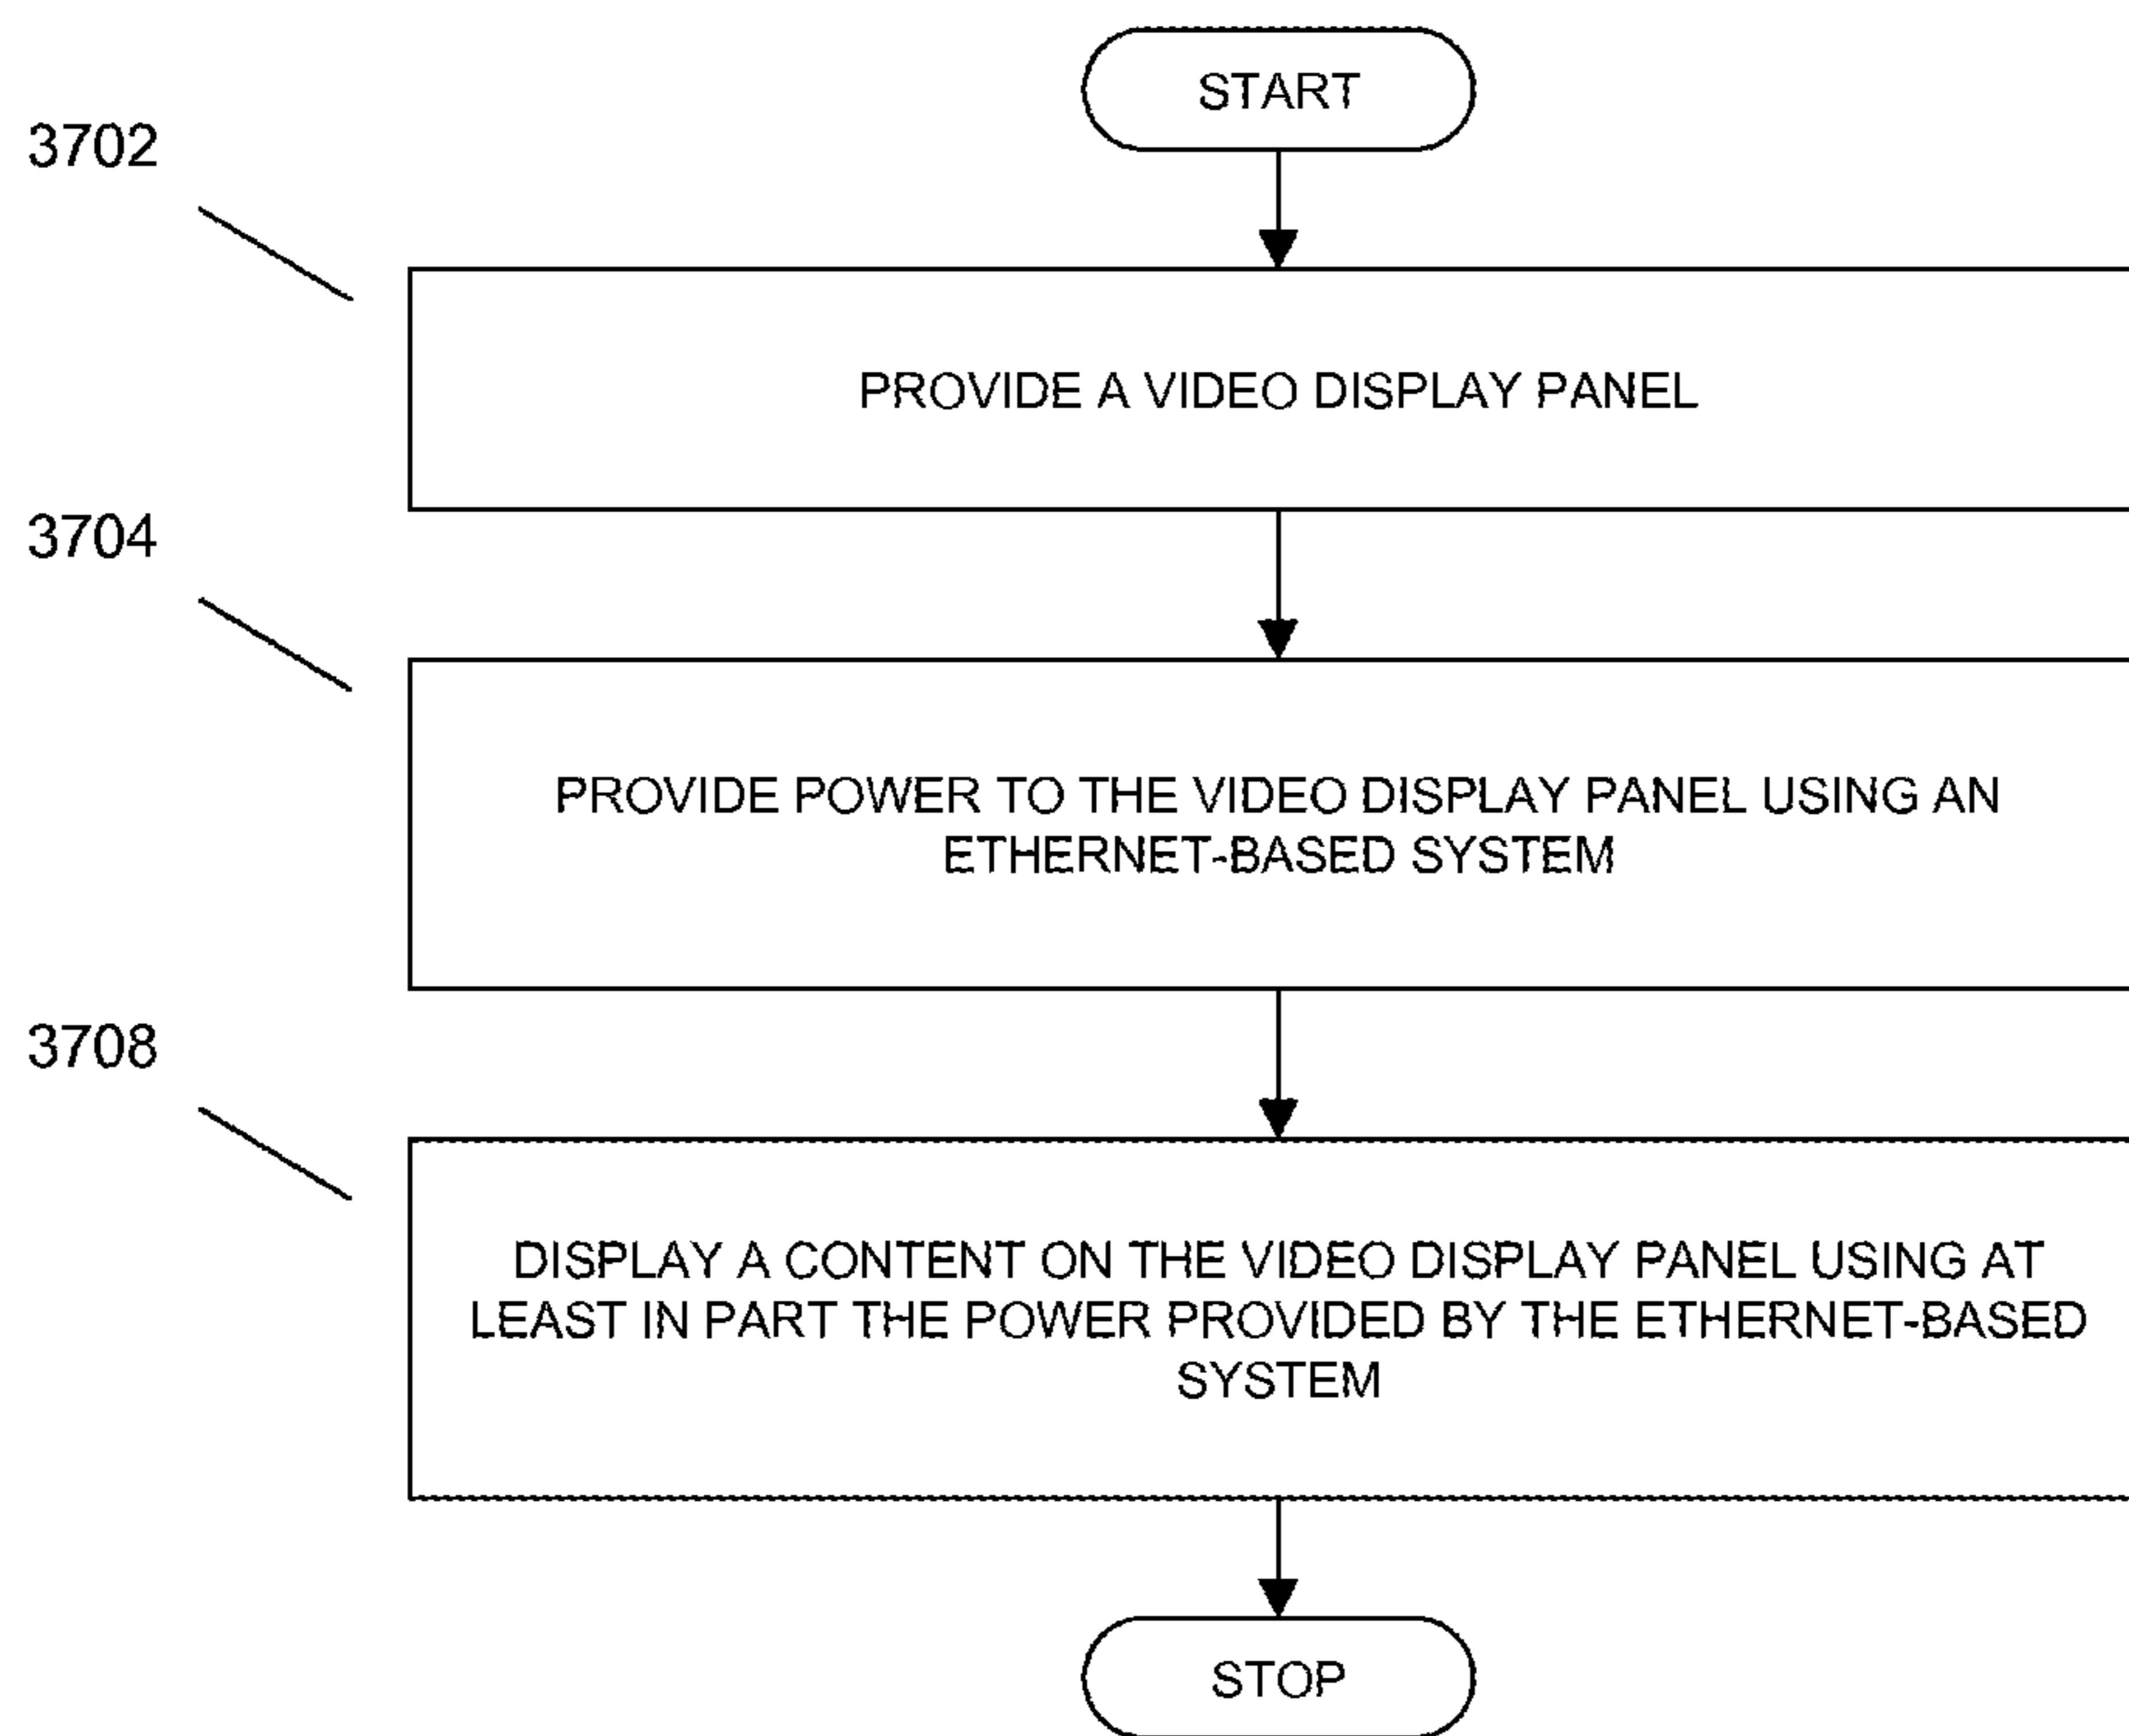 START
3702
PROVIDE A VIDEO DISPLAY PANEL
3704
PROVIDE POWER TO THE VIDEO DISPLAY PANEL USING AN
ETHERNET-BASED SYSTEM
3708
DISPLAY A CONTENT ON THE VIDEO DISPLAY PANEL USING AT
LEAST IN PART THE POWER PROVIDED BY THE ETHERNET-BASED
SYSTEM
STOP